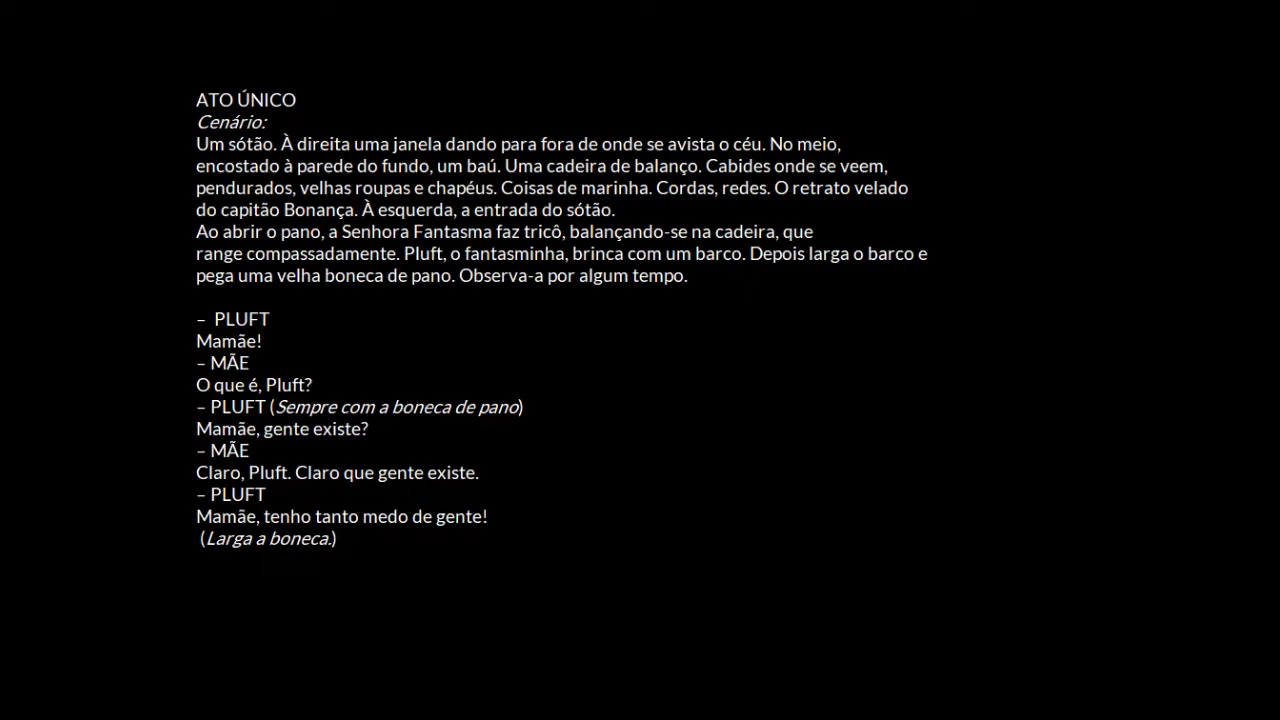 ATO ÚNICO
Cenário:
Um sótão. À direita uma janela dando para fora de onde se avista o céu. No meio,
encostado à parede do fundo, um baú. Uma cadeira de balanço. Cabides onde se veem,
pendurados, velhas roupas e chapéus. Coisas de marinha. Cordas, redes. O retrato velado
do capitão Bonança. À esquerda, a entrada do sótão.
Ao abrir o pano, a Senhora Fantasma faz tricô, balançando-se na cadeira, que
range compassadamente. Pluft, o fantasminha, brinca com um barco. Depois larga o barco e
pega uma velha boneca de pano. Observa-a por algum tempo.
–  PLUFT
Mamãe!
– MÃE
O que é, Pluft?
– PLUFT (Sempre com a boneca de pano)
Mamãe, gente existe?
– MÃE
Claro, Pluft. Claro que gente existe.
– PLUFT
Mamãe, tenho tanto medo de gente!
(Larga a boneca.)